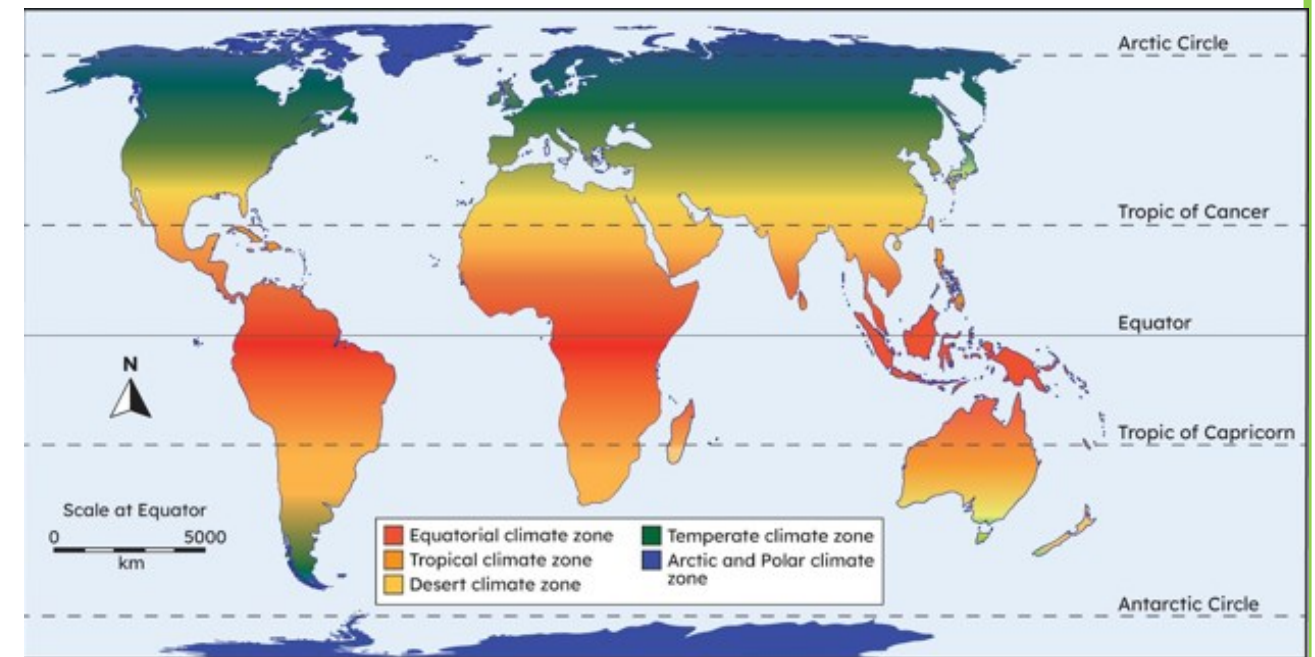 Arctic Circle
Tropic of Cancer
Equator
N
Tropic of Capricorn
Scale at Equator
0 5000
km
Equatorial climate zone
Tropical climate zone
Desert climate zone
Temperate climate zone
Arctic and Polar climate
zone
Antarctic Circle